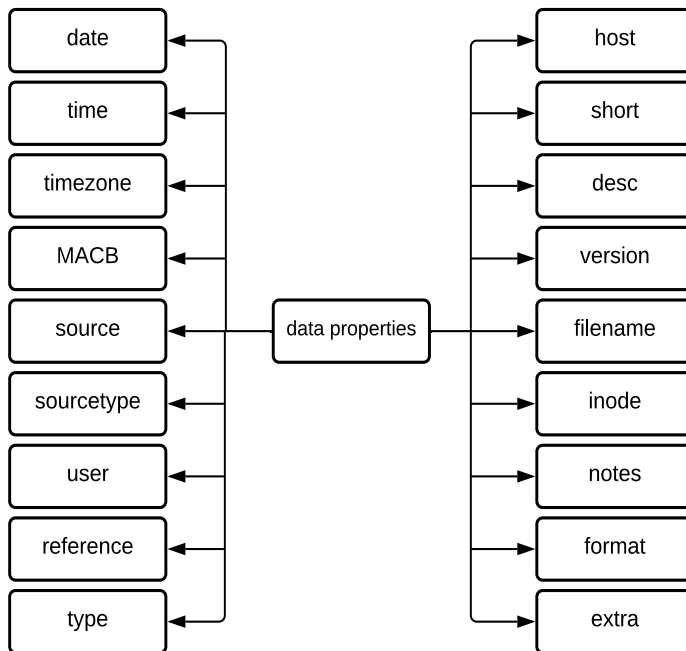 date
host
time
short
timezone
desc
MACB
version
source
data properties
filename
sourcetype
inode
user
notes
reference
format
type
extra